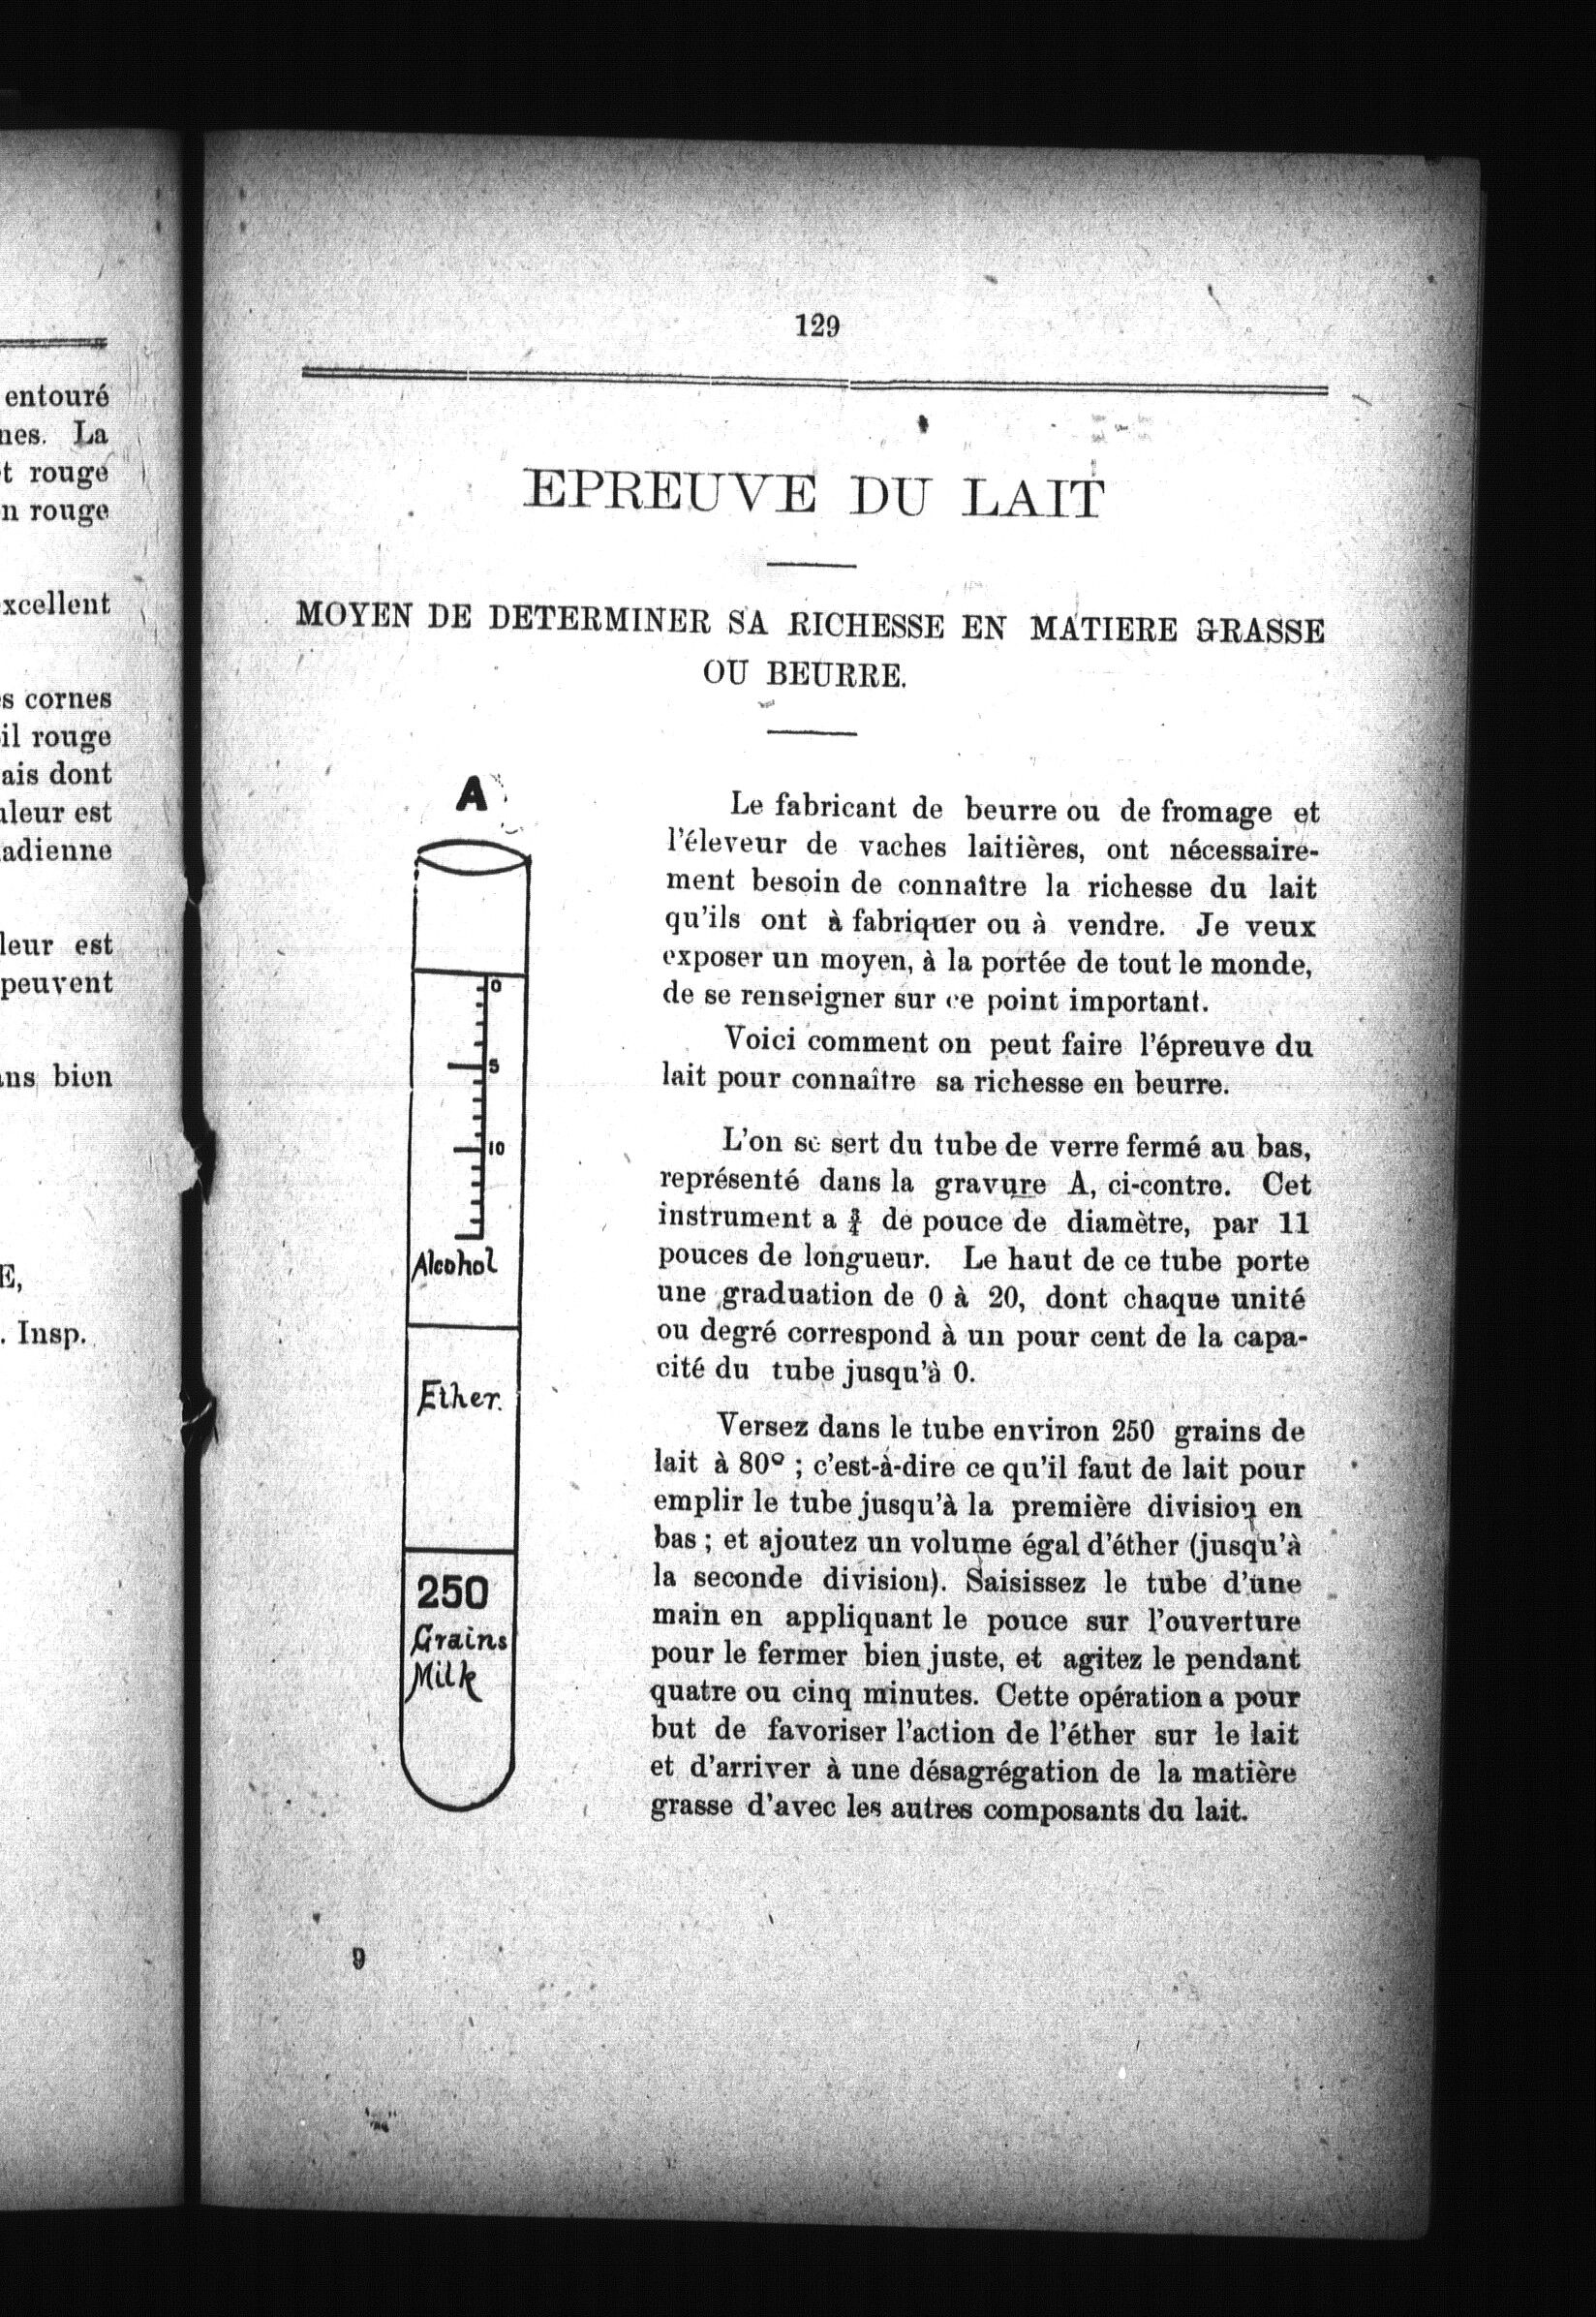 entouré
La
rouge
rouge
cornes
rouge
dont
est
est
peuvent
bien
Insp.
129
EPREUVE DU LAIT
MOYEN DE DETERMINER SA RICHESSE EN MATIERE GRASSE
OU BEURRE.
A
0
5
10
Alcohol
Ether.
250
Grains
Milk
Le fabricant de beurre ou de fromage et
l'éleveur de vaches laitières, ont nécessaire-
ment besoin de connaître la richesse du lait
qu'ils ont à fabriquer ou à vendre. Je veux
exposer un moyen, à la portée de tout le monde,
de se renseigner sur ce point important.
Voici comment on peut faire l'épreuve du
lait pour connaître sa richesse en beurre.
L'on se sert du tube de verre fermé au bas,
représenté dans la gravure A, ci-contre. Cet
instrument a ¾ de pouce de diamètre, par 11
pouces de longueur. Le haut de ce tube porte
une graduation de 0 à 20, dont chaque unité
ou degré correspond à un pour cent de la capa-
cité du tube jusqu'à 0.
Versez dans le tube environ 250 grains de
lait à 80° ; c'est-à-dire ce qu'il faut de lait pour
emplir le tube jusqu'à la première division en
bas ; et ajoutez un volume égal d'éther (jusqu'à
la seconde division). Saisissez le tube d'une
main en appliquant le pouce sur l'ouverture
pour le fermer bien juste, et agitez le pendant
quatre ou cinq minutes. Cette opération a pour
but de favoriser l'action de l'éther sur le lait
et d'arriver à une désagrégation de la matière
grasse d'avec les autres composants du lait.
9